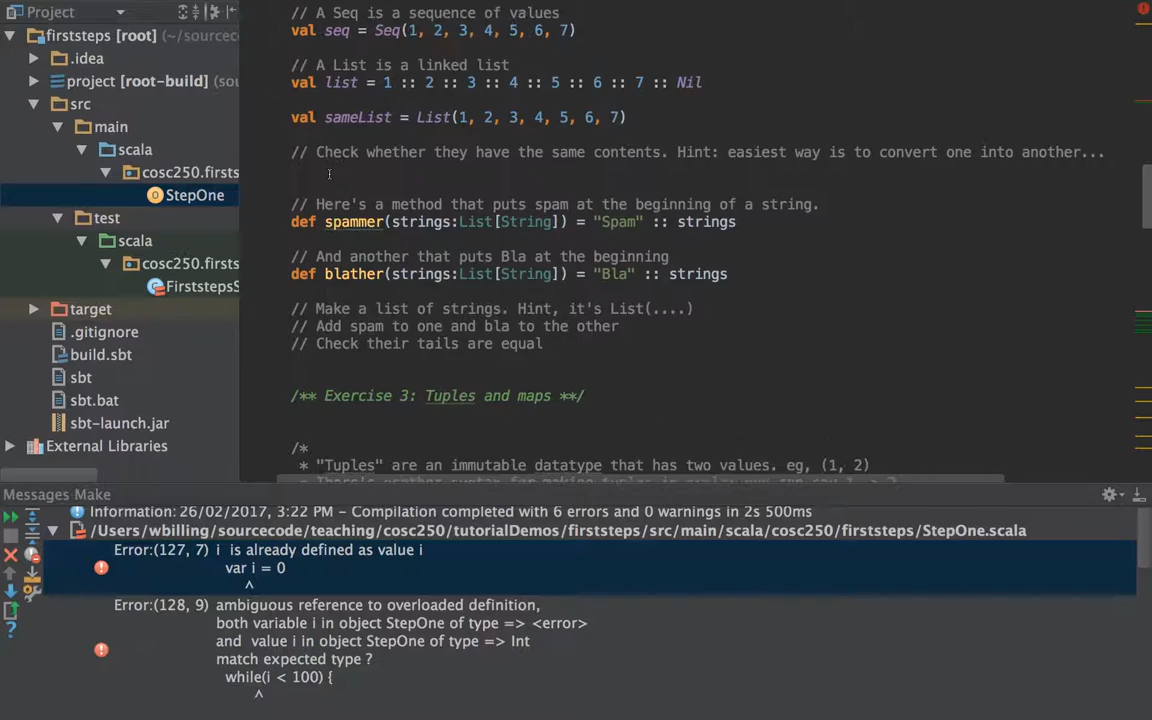 Project
firststeps [root] (~/sourcec
.idea
project [root-build] (sou
src
main
scala
cosc250.firsts
StepOne
test
scala
cosc250.firsts
FirststepsS
target
.gitignore
build.sbt
sbt
sbt.bat
sbt-launch.jar
External Libraries
// A Seq is a sequence of values
val seq = Seq(1, 2, 3, 4, 5, 6, 7)
// A List is a linked list
val list = 1 :: 2 :: 3 :: 4 :: 5 :: 6 :: 7 :: Nil
val sameList = List(1, 2, 3, 4, 5, 6, 7)
// Check whether they have the same contents. Hint: easiest way is to convert one into another...
// Here's a method that puts spam at the beginning of a string.
def spammer(strings:List[String]) = "Spam" :: strings
// And another that puts Bla at the beginning
def blather(strings:List[String]) = "Bla" :: strings
// Make a list of strings. Hint, it's List(....)
// Add spam to one and bla to the other
// Check their tails are equal
/** Exercise 3: Tuples and maps **/
/*
* "Tuples" are an immutable datatype that has two values. eg, (1, 2)
Messages Make
Information: 26/02/2017, 3:22 PM - Compilation completed with 6 errors and 0 warnings in 2s 500ms
/Users/wbilling/sourcecode/teaching/cosc250/tutorialDemos/firststeps/src/main/scala/cosc250/firststeps/StepOne.scala
Error:(127, 7) i is already defined as value i
var i = 0
^
Error:(128, 9) ambiguous reference to overloaded definition,
both variable i in object StepOne of type => <error>
and value i in object StepOne of type => Int
match expected type ?
while(i < 100) {
^